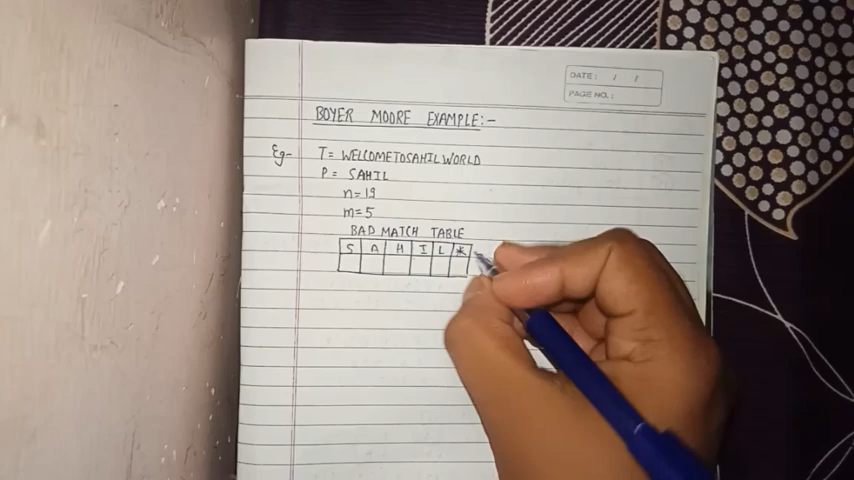 DATE: / /
PAGE NO.:
BOYER MOORE EXAMPLE:-
Eg- T= WELCOMETOSAHILWORLD
P= SAHIL
n=19
m=5
BAD MATCH TABLE
S A H I L *